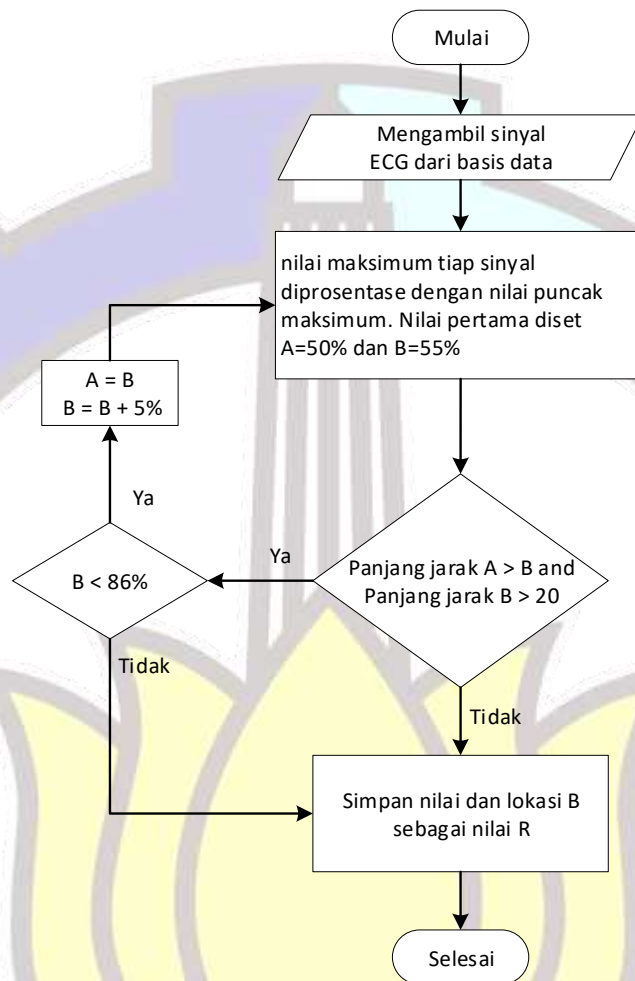 Mulai
Mengambil sinyal
ECG dari basis data
nilai maksimum tiap sinyal
diprosentase dengan nilai puncak
maksimum. Nilai pertama diset
A=50% dan B=55%
A = B
B = B + 5%
Ya
B < 86%
Ya
Panjang jarak A > B and
Panjang jarak B > 20
Tidak
Tidak
Simpan nilai dan lokasi B
sebagai nilai R
Selesai